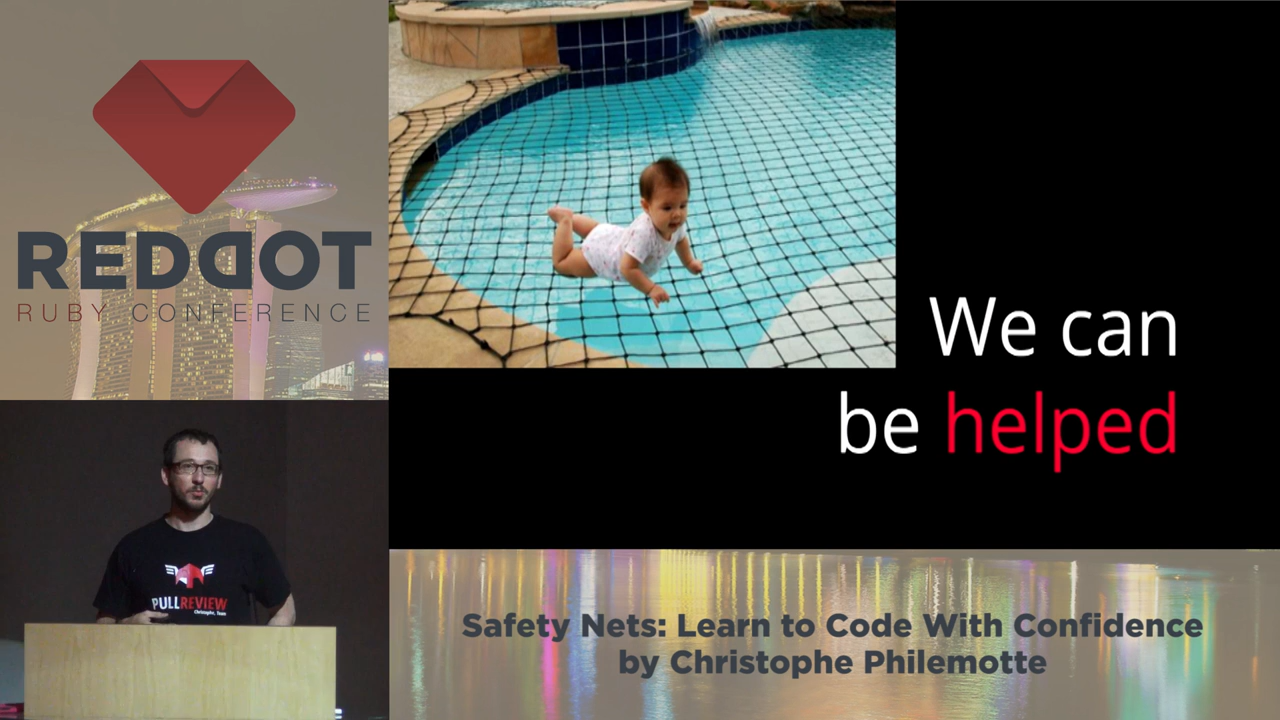 REDDOT
RUBY CONFERENCE
We can
be helped
PULLREVIEW
Safety Nets: Learn to Code With Confidence
by Christophe Philemotte